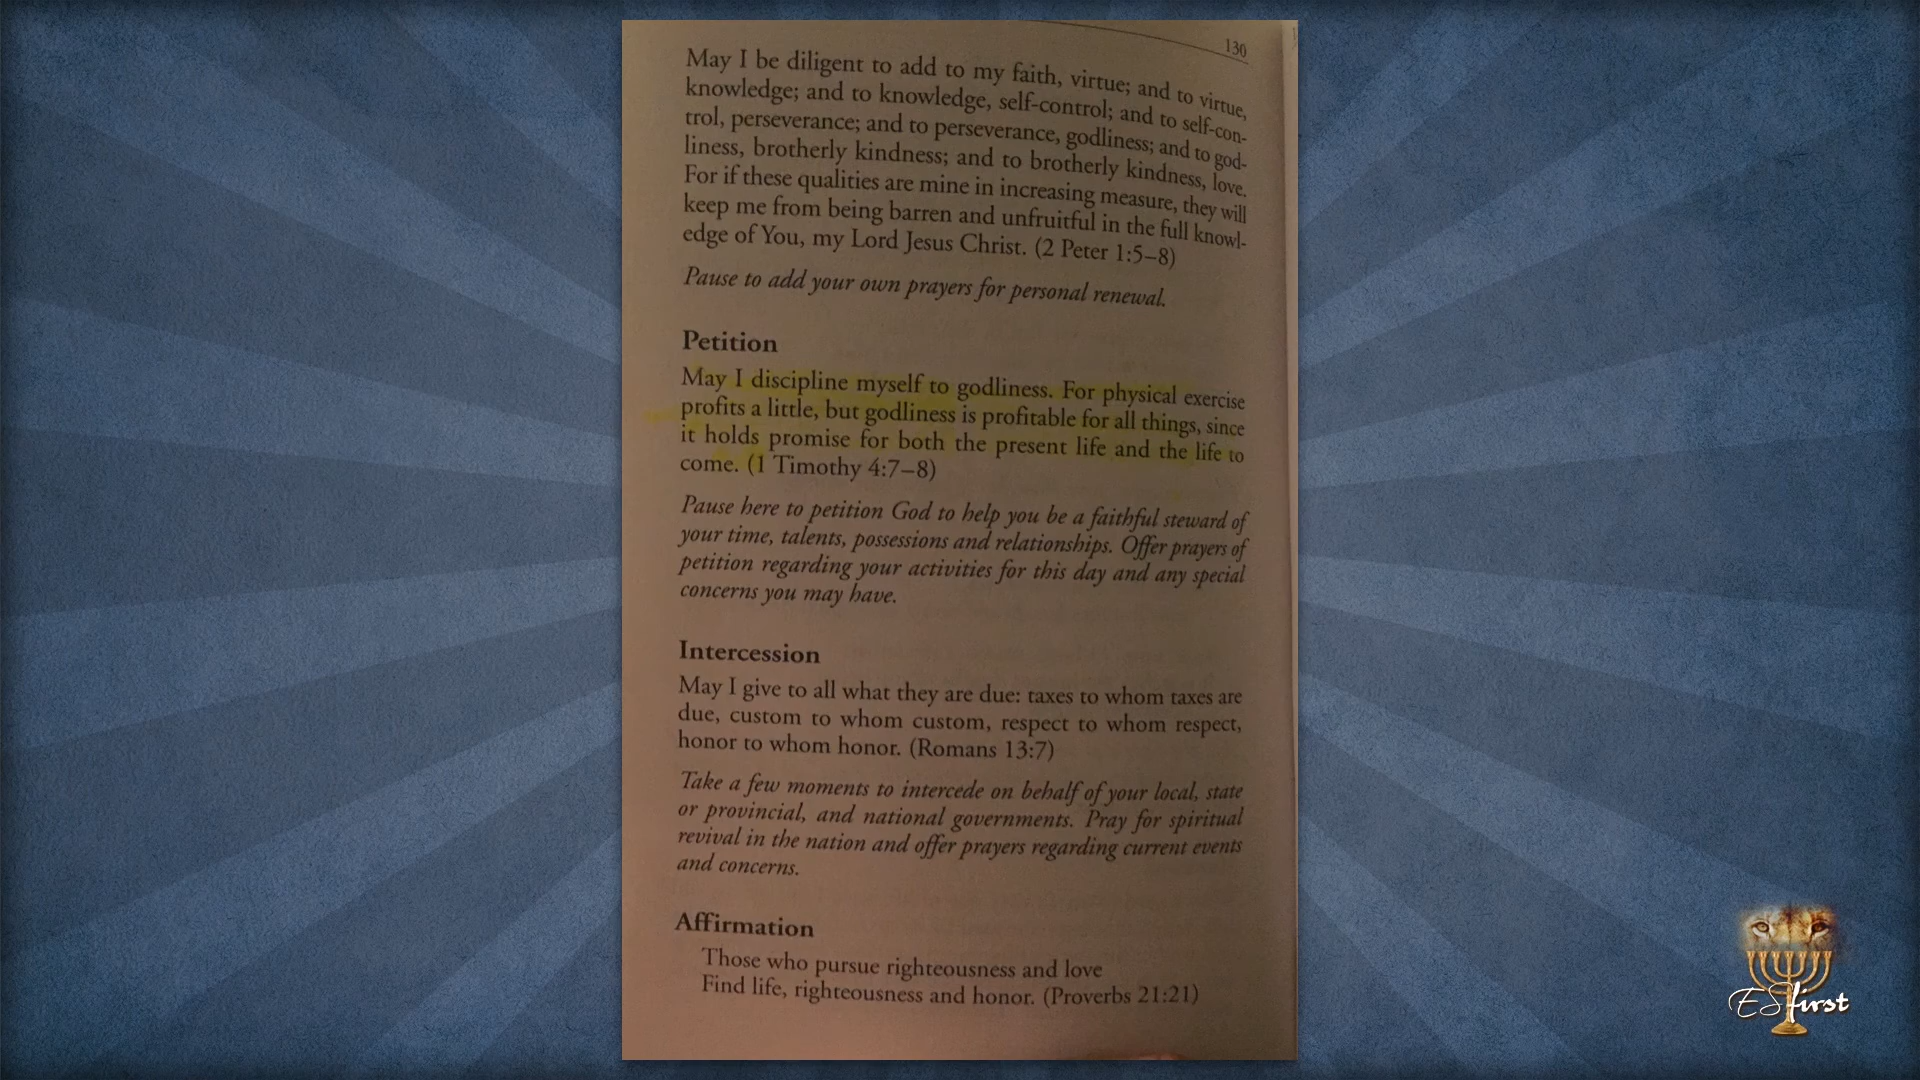 130
May I be diligent to add to my faith, virtue; and to virtue,
knowledge; and to knowledge, self-control; and to self-con-
trol, perseverance; and to perseverance, godliness; and to god-
liness, brotherly kindness; and to brotherly kindness, love.
For if these qualities are mine in increasing measure, they will
keep me from being barren and unfruitful in the full knowl-
edge of You, my Lord Jesus Christ. (2 Peter 1:5–8)
Pause to add your own prayers for personal renewal.
Petition
May I discipline myself to godliness. For physical exercise
profits a little, but godliness is profitable for all things, since
it holds promise for both the present life and the life to
come. (1 Timothy 4:7–8)
Pause here to petition God to help you be a faithful steward of
your time, talents, possessions and relationships. Offer prayers of
petition regarding your activities for this day and any special
concerns you may have.
Intercession
May I give to all what they are due: taxes to whom taxes are
due, custom to whom custom, respect to whom respect,
honor to whom honor. (Romans 13:7)
Take a few moments to intercede on behalf of your local, state
or provincial, and national governments. Pray for spiritual
revival in the nation and offer prayers regarding current events
and concerns.
Affirmation
Those who pursue righteousness and love
Find life, righteousness and honor. (Proverbs 21:21)
ESfirst